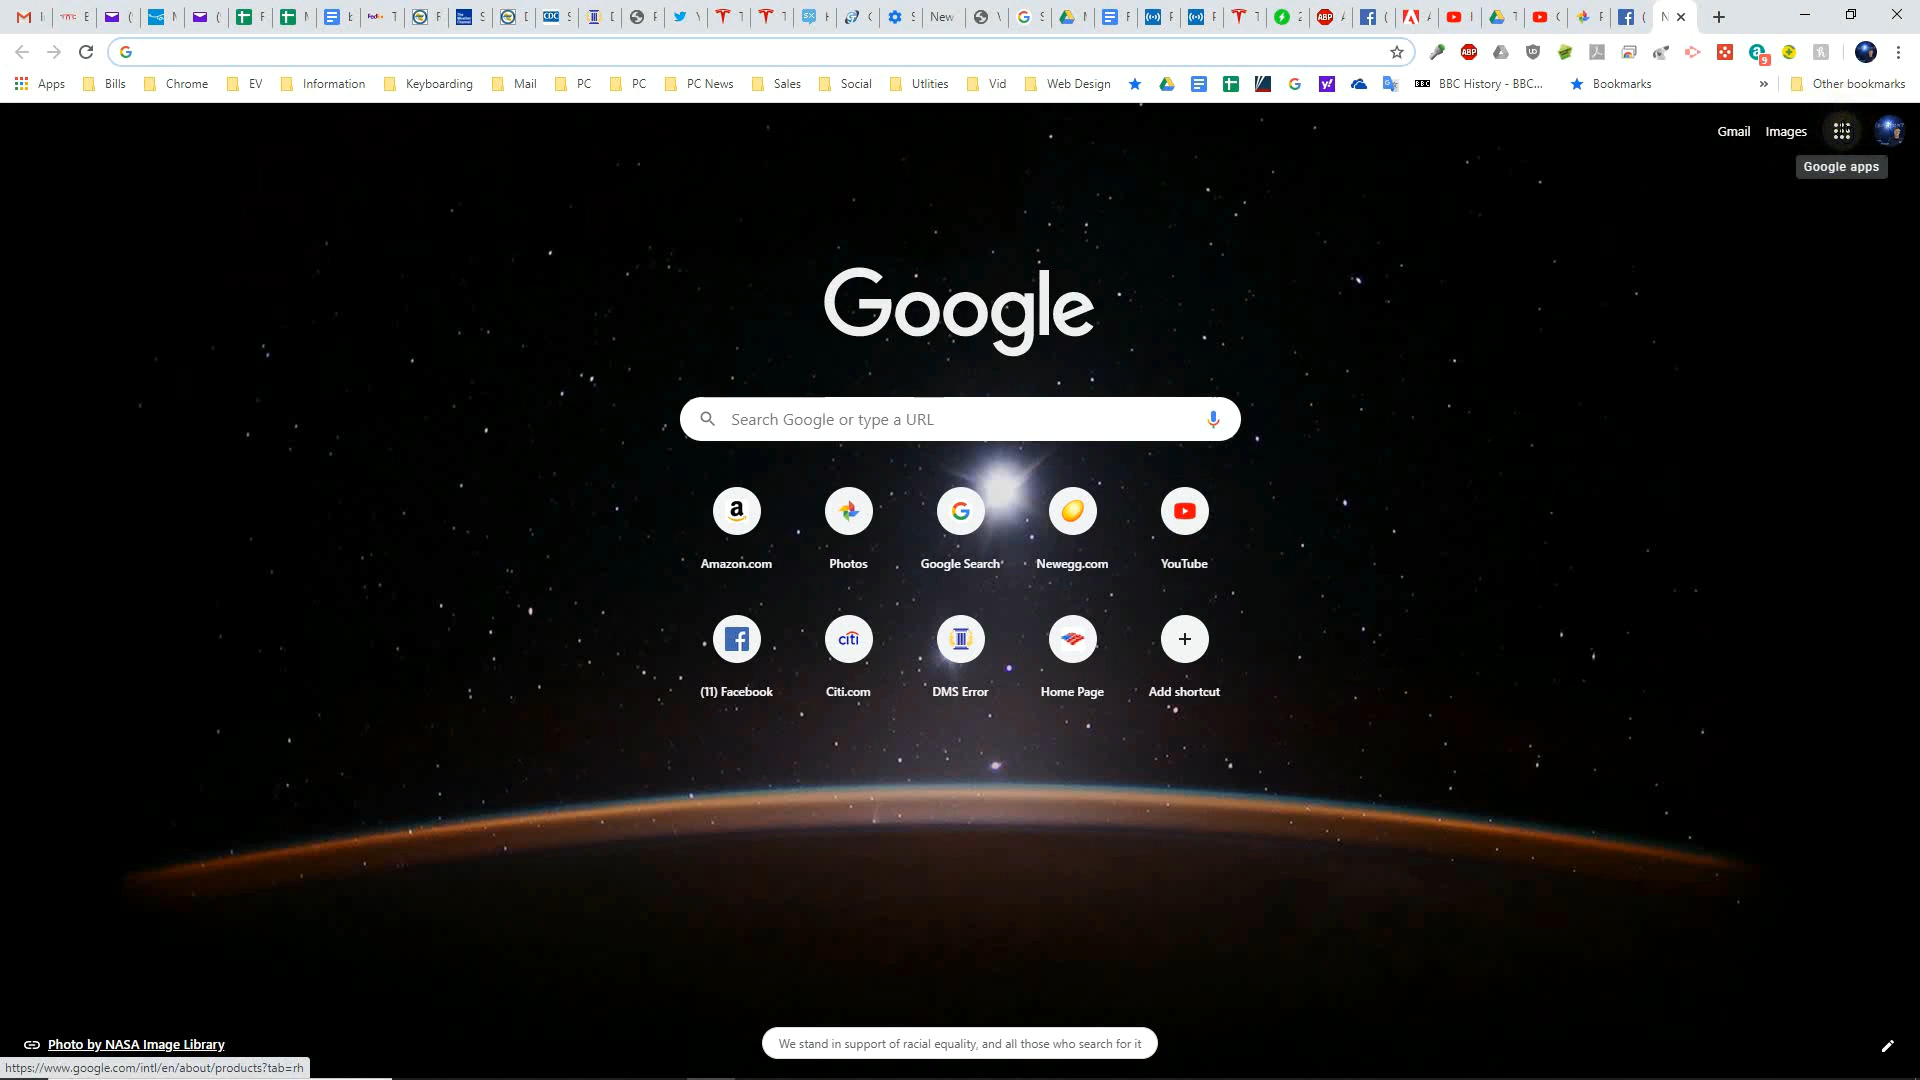 New
Apps Bills Chrome EV Information Keyboarding Mail PC PC PC News Sales Social Utlities Vid Web Design BBC History - BBC... Bookmarks » Other bookmarks
Gmail Images
Google apps
Google
Search Google or type a URL
Amazon.com Photos Google Search Newegg.com YouTube
citi
(11) Facebook Citi.com DMS Error Home Page Add shortcut
Photo by NASA Image Library
We stand in support of racial equality, and all those who search for it
https://www.google.com/intl/en/about/products?tab=rh